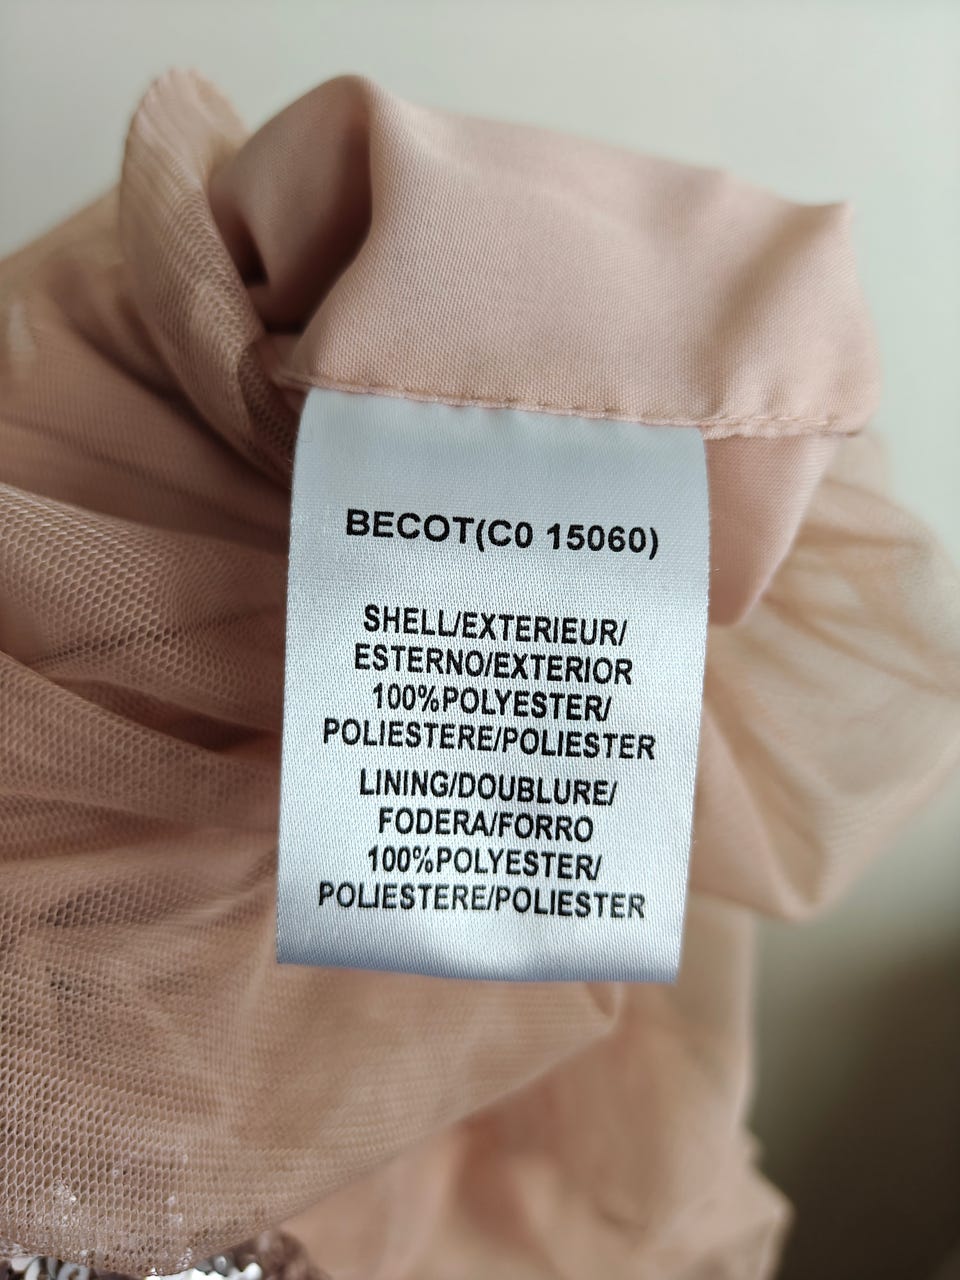 BECOT(C0 15060)
SHELL/EXTERIEUR/
ESTERNO/EXTERIOR
100%POLYESTER/
POLIESTERE/POLIESTER
LINING/DOUBLURE/
FODERA/FORRO
100%POLYESTER/
POLIESTERE/POLIESTER